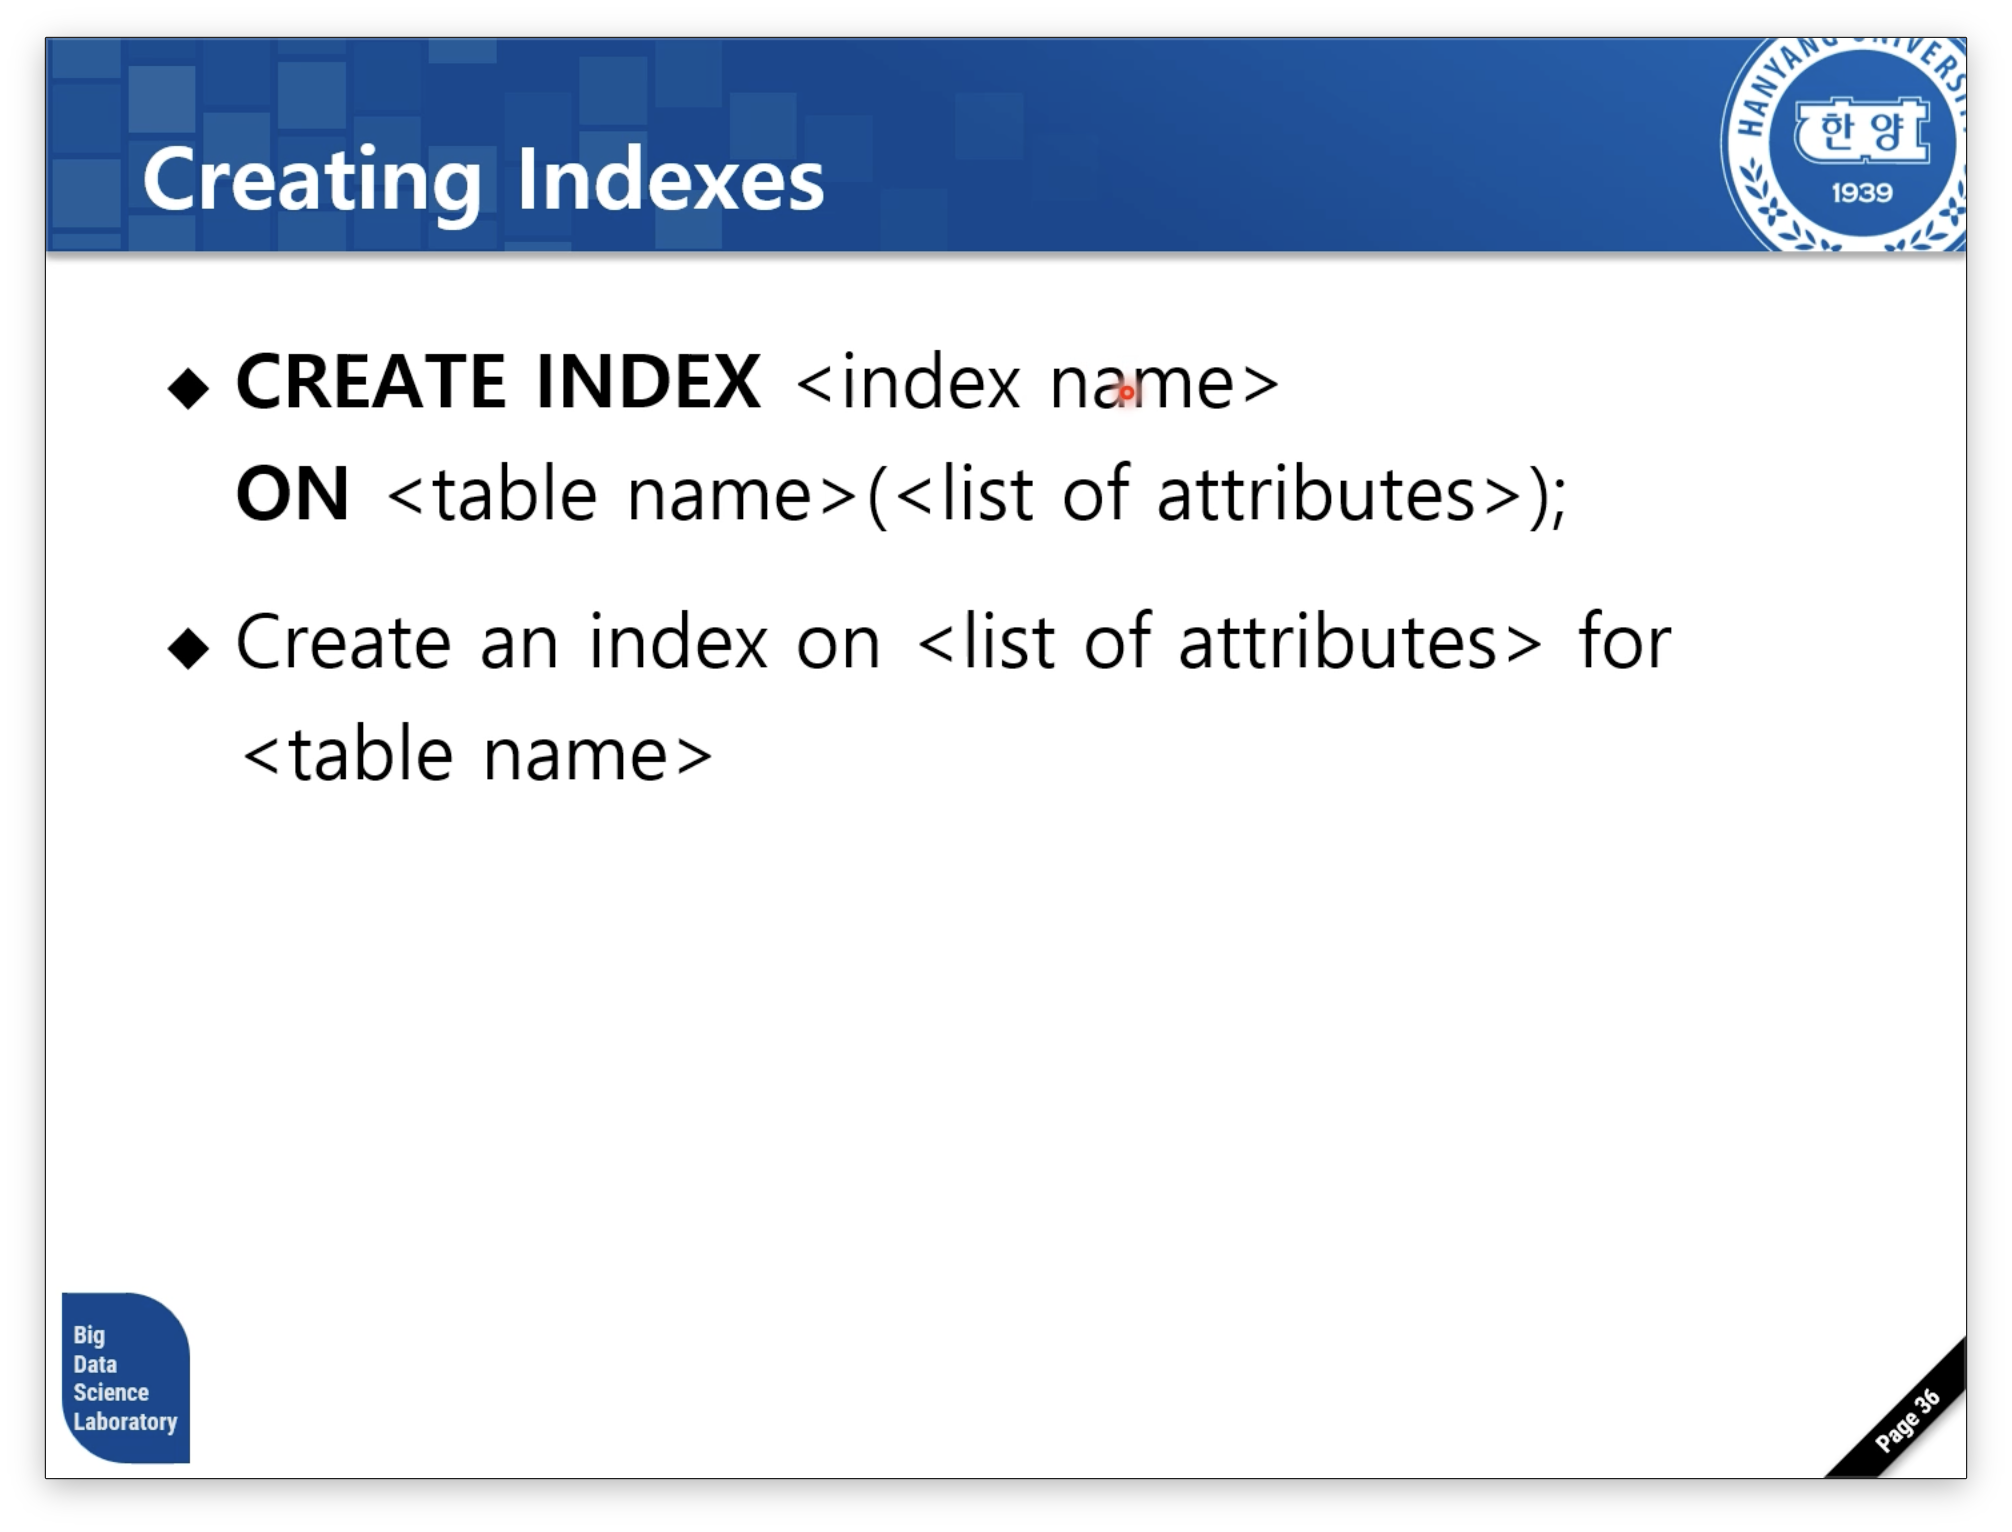 Creating Indexes
HANYANG UNIVERSIT
한양
1939
◆ CREATE INDEX <index name>
ON <table name>(<list of attributes>);
◆ Create an index on <list of attributes> for
<table name>
Big
Data
Science
Laboratory
Page 36